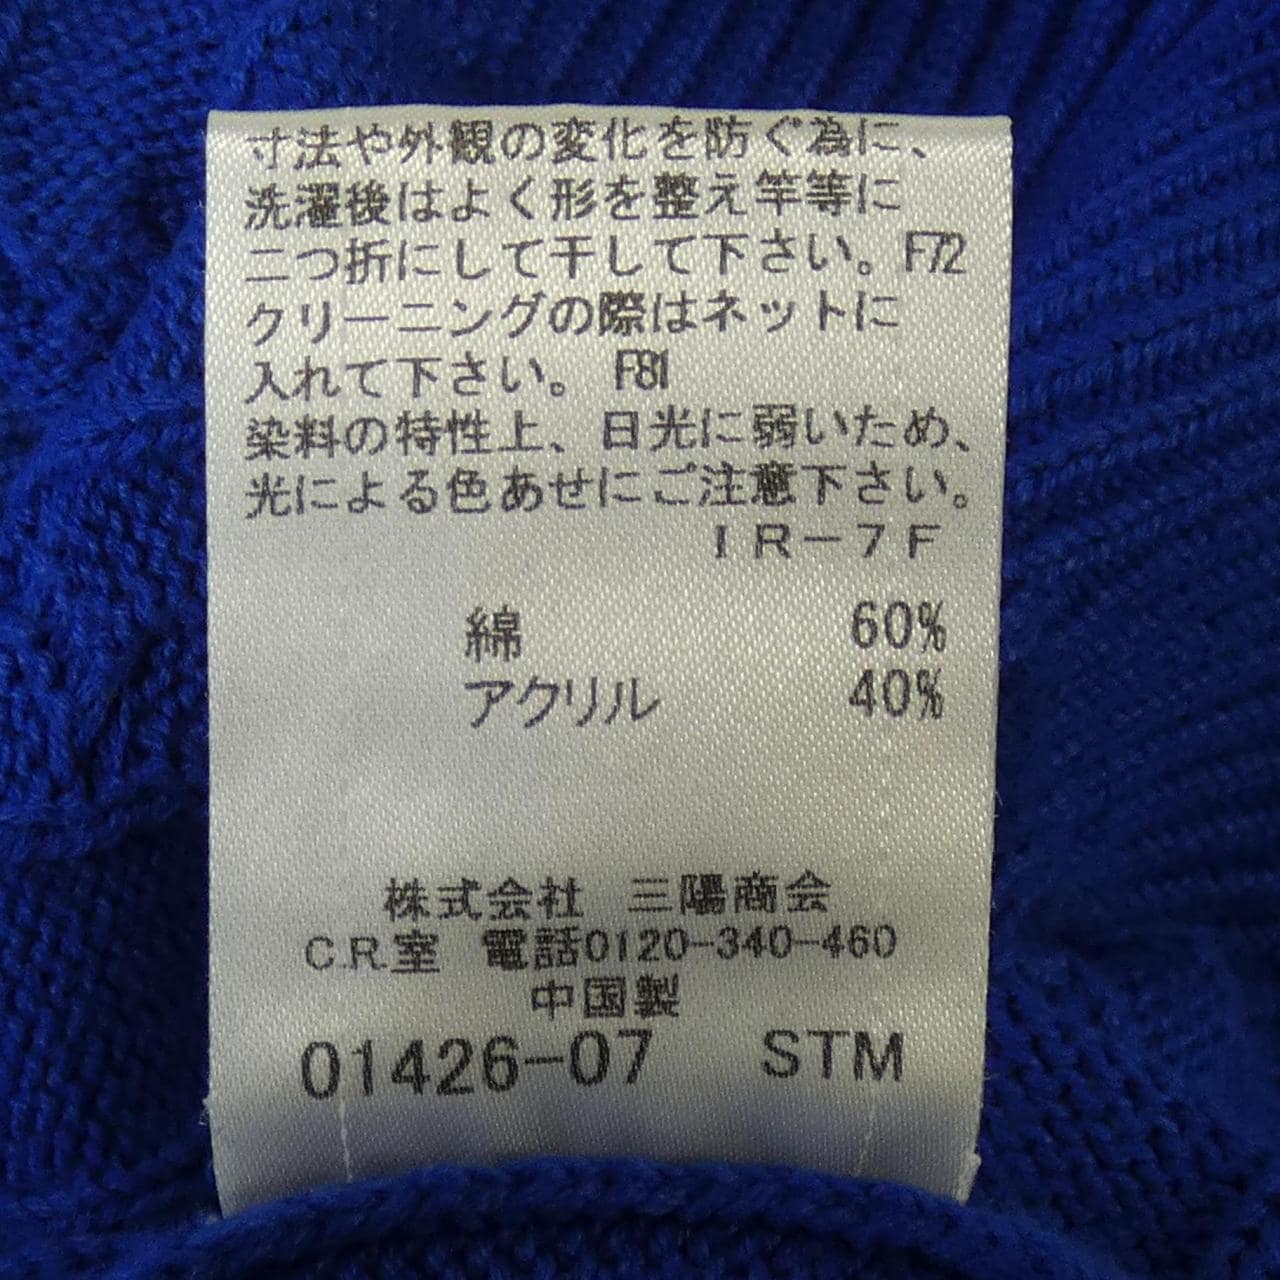 寸法や外観の変化を防ぐ為に、
洗濯後はよく形を整え竿等に
二つ折にして干して下さい。 F72
クリーニングの際はネットに
入れて下さい。 F81
染料の特性上、日光に弱いため、
光による色あせにご注意下さい。
IR-7F
綿 60%
アクリル 40%
株式会社 三陽商会
C.R.室 電話0120-340-460
中国製
01426-07 STM